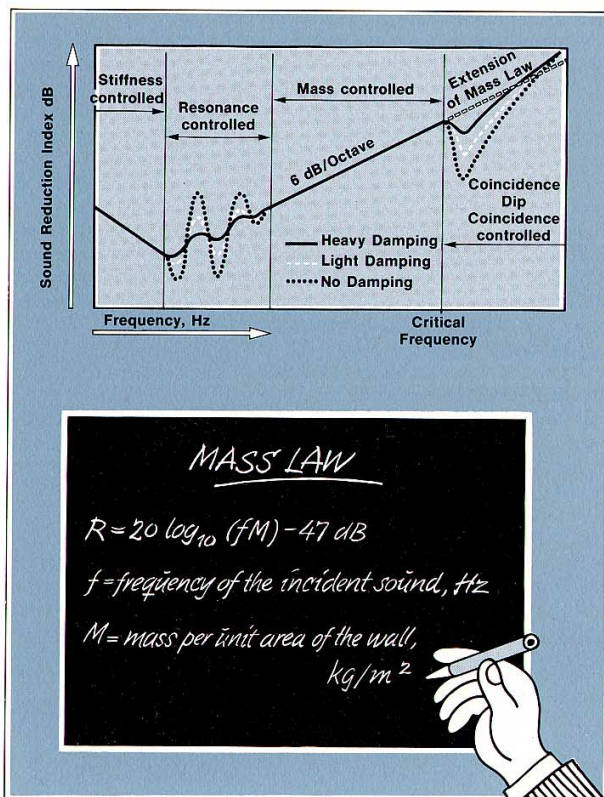 Sound Reduction Index dB
Stiffness
controlled
Resonance
controlled
Mass controlled
6 dB/Octave
Extension
of Mass Law
Coincidence
Dip
Coincidence
controlled
Heavy Damping
Light Damping
No Damping
Frequency, Hz
Critical
Frequency
MASS LAW
R = 20 log₁₀ (fM) – 47 dB
f = frequency of the incident sound, Hz
M = mass per unit area of the wall,
kg/m²